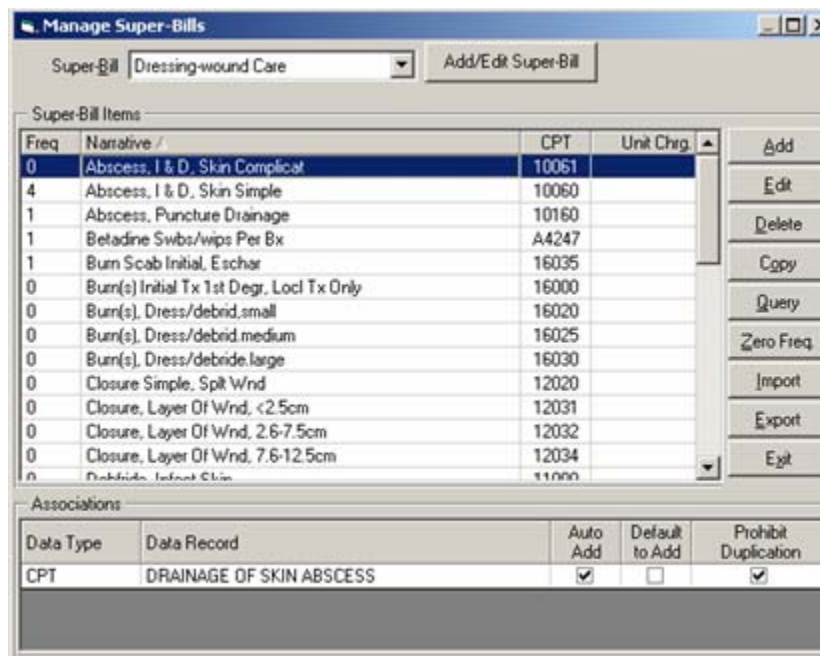 Manage Super-Bills
Super-Bill Dressing-wound Care Add/Edit Super-Bill
Super-Bill Items
Freq Narrative CPT Unit Chrg.
0 Abscess, I & D, Skin Complicat 10061
4 Abscess, I & D, Skin Simple 10060
1 Abscess, Puncture Drainage 10160
1 Betadine Swbs/wips Per Bx A4247
1 Burn Scab Initial, Eschar 16035
0 Burn(s) Initial Tx 1st Degr, Locl Tx Only 16000
0 Burn(s), Dress/debrid,small 16020
0 Burn(s), Dress/debrid.medium 16025
0 Burn(s), Dress/debride.large 16030
0 Closure Simple, Splt Wnd 12020
0 Closure, Layer Of Wnd, <2.5cm 12031
0 Closure, Layer Of Wnd, 2.6-7.5cm 12032
0 Closure, Layer Of Wnd, 7.6-12.5cm 12034
0 Skin 11000
Add
Edit
Delete
Copy
Query
Zero Freq.
Import
Export
Exit
Associations
Data Type Data Record Auto Add Default to Add Prohibit Duplication
CPT DRAINAGE OF SKIN ABSCESS